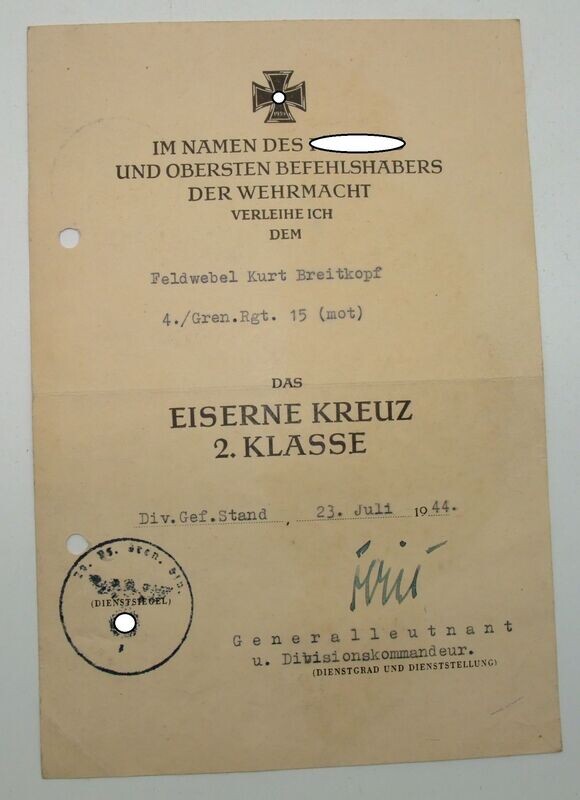 1939
IM NAMEN DES
UND OBERSTEN BEFEHLSHABERS
DER WEHRMACHT
VERLEIHE ICH
DEM
Feldwebel Kurt Breitkopf
4./Gren.Rgt. 15 (mot)
DAS
EISERNE KREUZ
2. KLASSE
Div.Gef.Stand , 23. Juli 1944.
(DIENSTSIEGEL)
Generalleutnant
u. Divisionskommandeur.
(DIENSTGRAD UND DIENSTSTELLUNG)